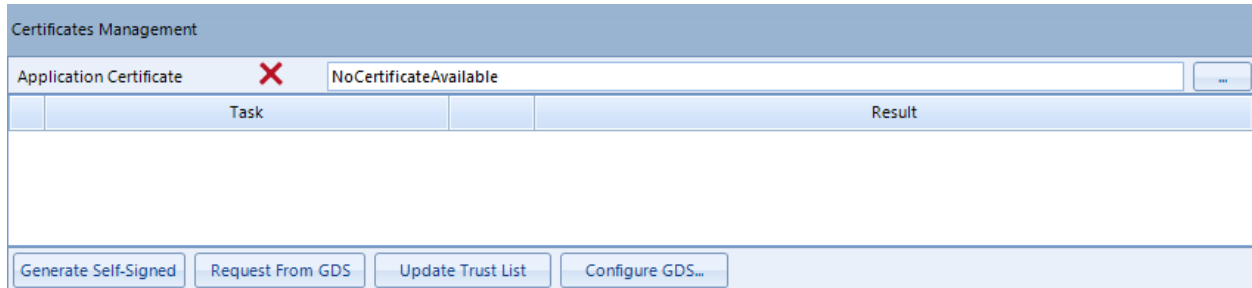 Certificates Management
Application Certificate NoCertificateAvailable ...
Task Result
Generate Self-Signed Request From GDS Update Trust List Configure GDS...